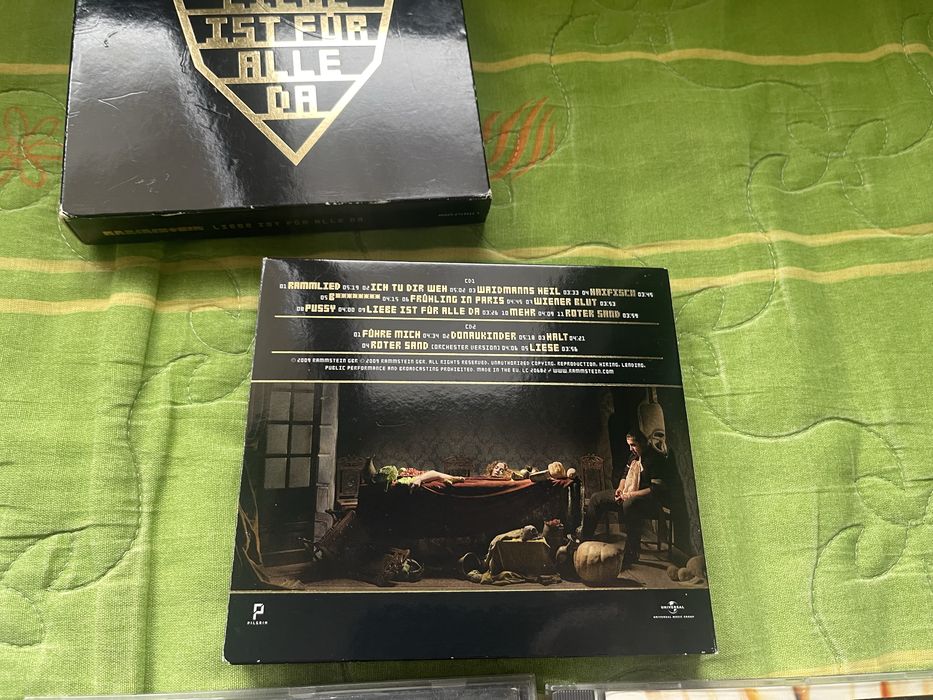 IST FÜR
ALLE
DA
RAMMSTEIN LIEBE IST FÜR ALLE DA
CD1
01 RAMMLIED 05:19 02 ICH TU DIR WEH 05:02 03 WAIDMANNS HEIL 03:33 04 HAIFISCH 03:45
05 B******** 04:15 06 FRÜHLING IN PARIS 04:45 07 WIENER BLUT 03:53
08 PUSSY 04:00 09 LIEBE IST FÜR ALLE DA 03:26 10 MEHR 04:09 11 ROTER SAND 03:59
CD2
01 FÜHRE MICH 04:34 02 DONAUKINDER 05:18 03 HALT 04:21
04 ROTER SAND (ORCHESTER VERSION) 04:06 05 LIESE 03:56
© 2009 RAMMSTEIN GBR ℗ 2009 RAMMSTEIN GBR. ALL RIGHTS RESERVED. UNAUTHORIZED COPYING, REPRODUCTION, HIRING, LENDING,
PUBLIC PERFORMANCE AND BROADCASTING PROHIBITED. MADE IN THE EU. LC 20682 / WWW.RAMMSTEIN.COM
PILGRIM
UNIVERSAL
UNIVERSAL MUSIC GROUP